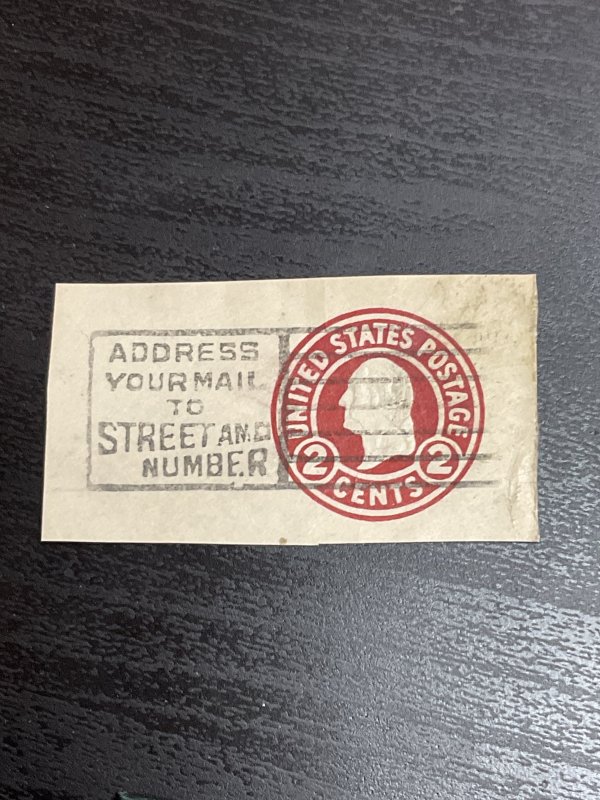 ADDRESS
YOUR MAIL
TO
STREET AND
NUMBER
UNITED STATES POSTAGE
2 CENTS 2